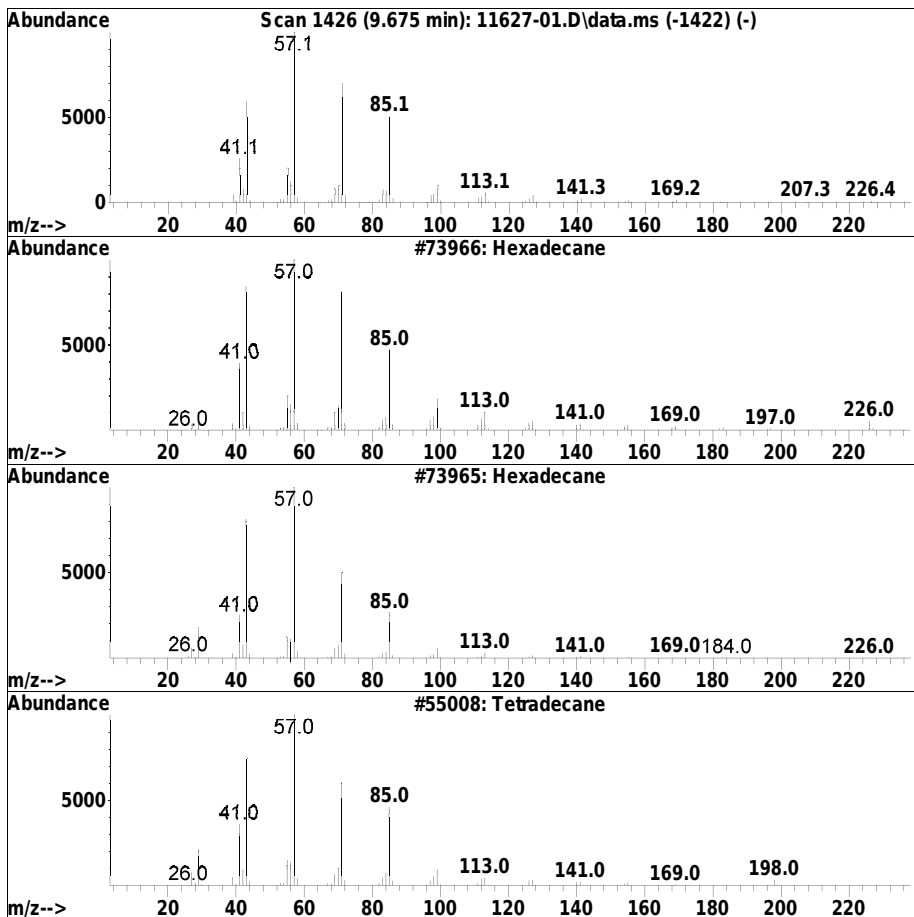 Abundance Scan 1426 (9.675 min): 11627-01.D\data.ms (-1422) (-)
57.1
5000 85.1
41.1
113.1 141.3 169.2 207.3 226.4
0
m/z--> 20 40 60 80 100 120 140 160 180 200 220
Abundance #73966: Hexadecane
57.0
5000 85.0
41.0
26.0 113.0 141.0 169.0 197.0 226.0
m/z--> 20 40 60 80 100 120 140 160 180 200 220
Abundance #73965: Hexadecane
57.0
5000
41.0 85.0
26.0 113.0 141.0 169.0 184.0 226.0
m/z--> 20 40 60 80 100 120 140 160 180 200 220
Abundance #55008: Tetradecane
57.0
5000 85.0
41.0
26.0 113.0 141.0 169.0 198.0
m/z--> 20 40 60 80 100 120 140 160 180 200 220